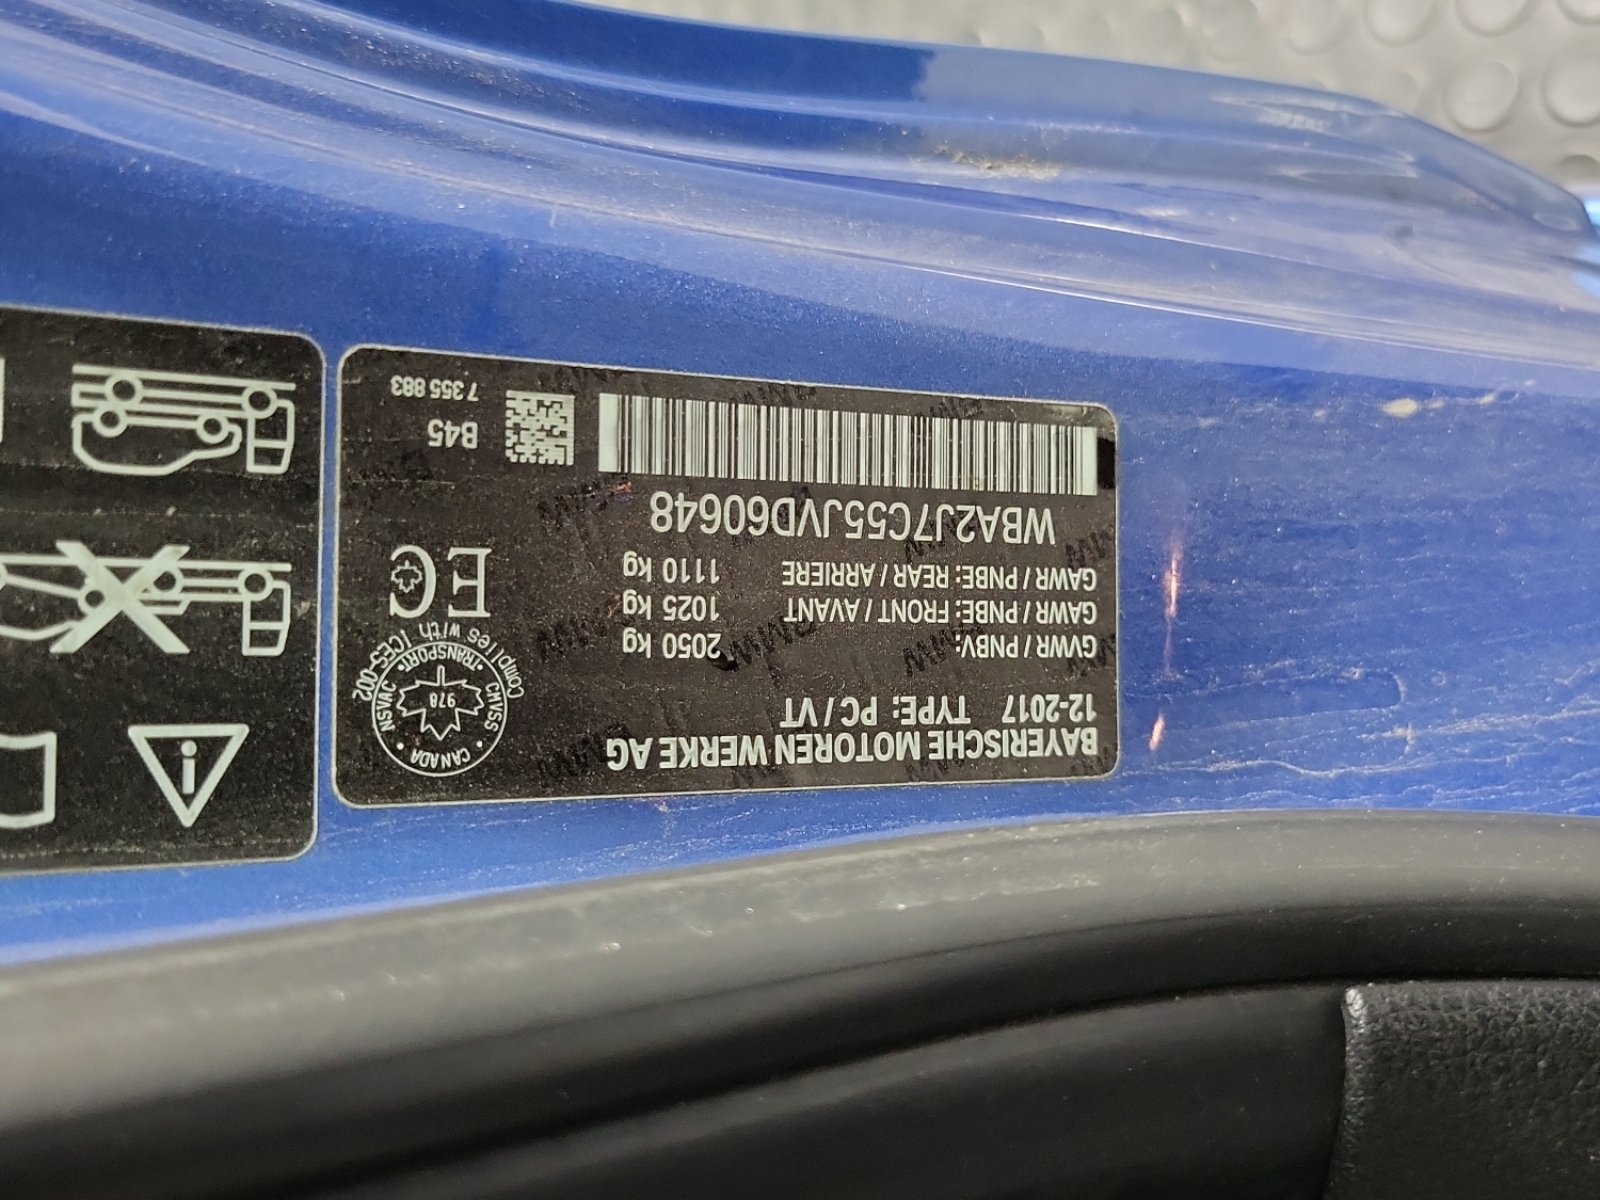 BAYERISCHE MOTOREN WERKE AG
12-2017 TYPE: PC / VT
GVWR / PNBV: 2050 kg
GAWR / PNBE: FRONT / AVANT 1025 kg
GAWR / PNBE: REAR / ARRIERE 1110 kg
WBA2J7C55JVD60648
CANADA • NSVAC • TRANSPORT • CMVSS
978
Complies with ICES-002
EC
B45
7 355 883
i
BMW